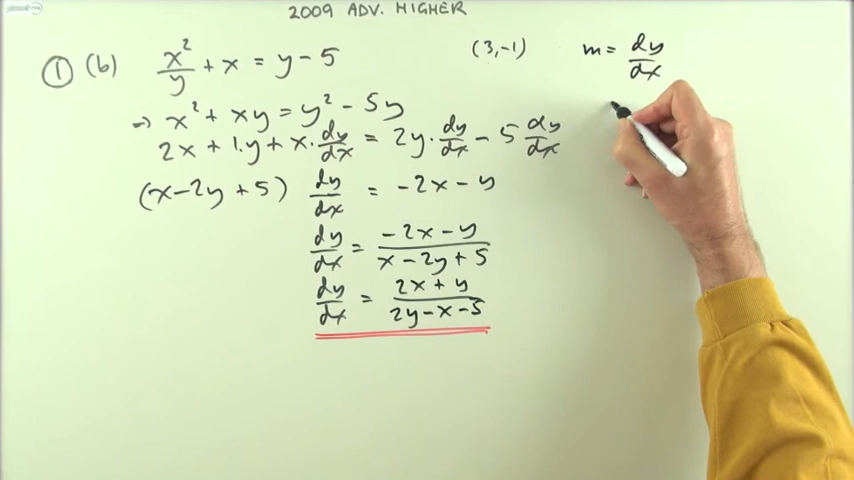 2009 ADV. HIGHER
① (b) x²/y + x = y - 5 (3,-1) m = dy/dx
→ x² + xy = y² - 5y
2x + 1.y + x. dy/dx = 2y. dy/dx - 5 dy/dx
(x-2y+5) dy/dx = -2x - y
dy/dx = (-2x - y)/(x - 2y + 5)
dy/dx = (2x + y)/(2y - x - 5)